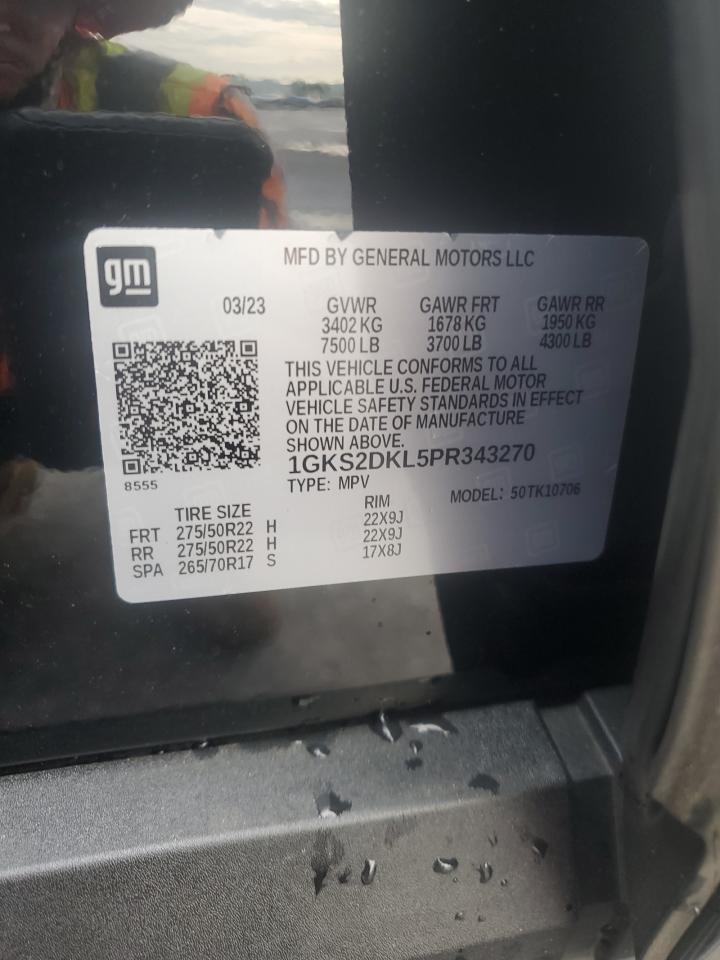 gm
MFD BY GENERAL MOTORS LLC
03/23 GVWR GAWR FRT GAWR RR
3402 KG 1678 KG 1950 KG
7500 LB 3700 LB 4300 LB
THIS VEHICLE CONFORMS TO ALL
APPLICABLE U.S. FEDERAL MOTOR
VEHICLE SAFETY STANDARDS IN EFFECT
ON THE DATE OF MANUFACTURE
SHOWN ABOVE.
1GKS2DKL5PR343270
8555
TYPE: MPV MODEL: 50TK10706
TIRE SIZE RIM
FRT 275/50R22 H 22X9J
RR 275/50R22 H 22X9J
SPA 265/70R17 S 17X8J